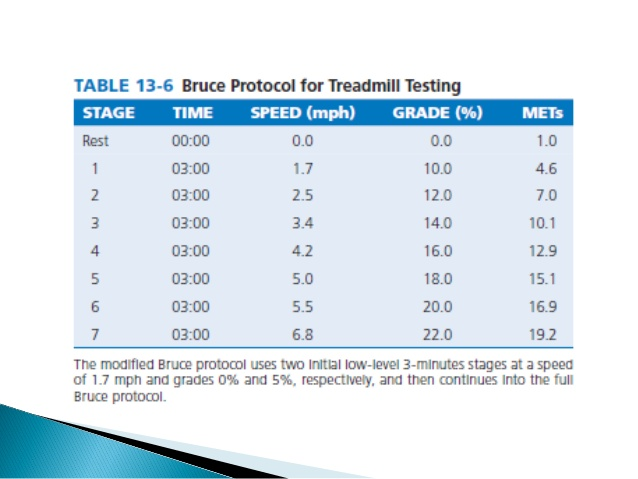 TABLE 13-6 Bruce Protocol for Treadmill Testing
STAGE TIME SPEED (mph) GRADE (%) METs
Rest 00:00 0.0 0.0 1.0
1 03:00 1.7 10.0 4.6
2 03:00 2.5 12.0 7.0
3 03:00 3.4 14.0 10.1
4 03:00 4.2 16.0 12.9
5 03:00 5.0 18.0 15.1
6 03:00 5.5 20.0 16.9
7 03:00 6.8 22.0 19.2
The modified Bruce protocol uses two initial low-level 3-minutes stages at a speed
of 1.7 mph and grades 0% and 5%, respectively, and then continues into the full
Bruce protocol.